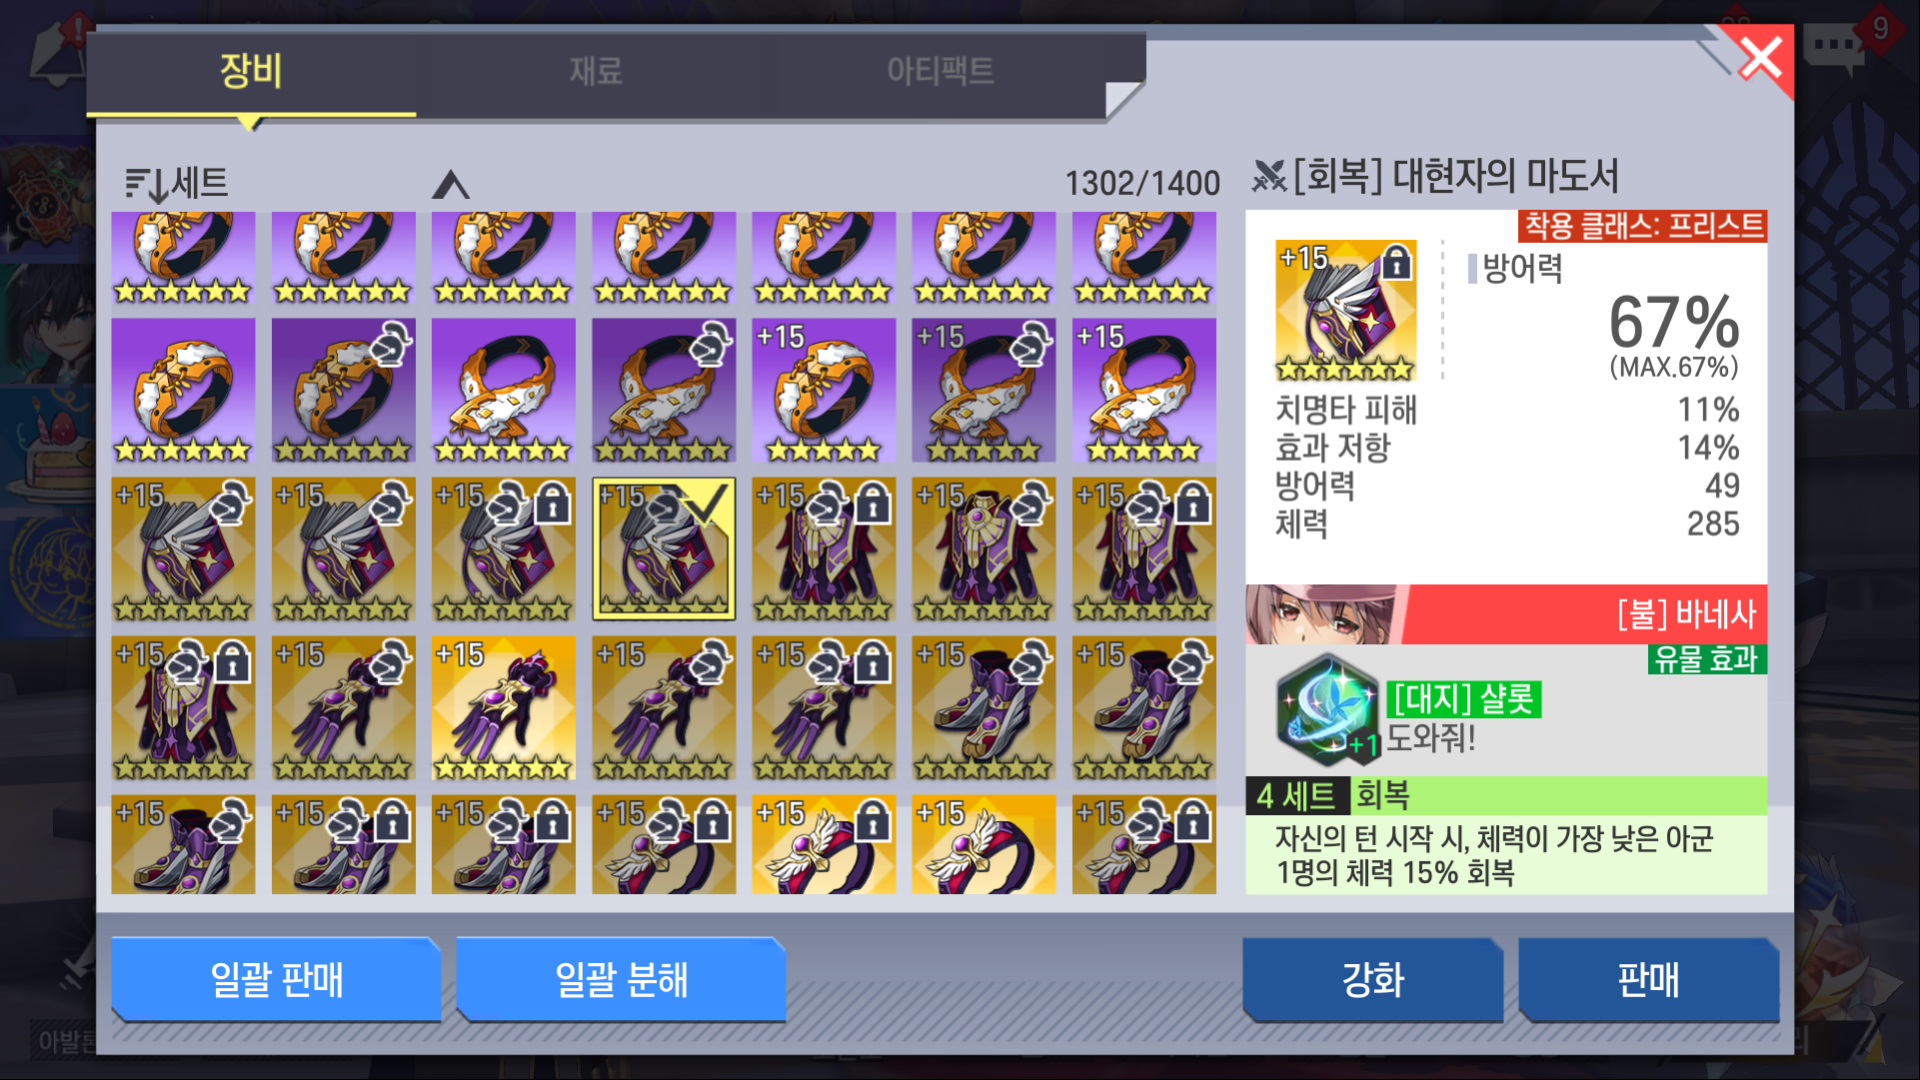 장비
재료
아티팩트
9
세트
1302/1400
[회복] 대현자의 마도서
착용 클래스: 프리스트
+15
방어력
67%
(MAX.67%)
치명타 피해 11%
효과 저항 14%
방어력 49
체력 285
[불] 바네사
유물 효과
[대지] 샬롯
+1 도와줘!
4 세트 회복
자신의 턴 시작 시, 체력이 가장 낮은 아군
1명의 체력 15% 회복
+15 +15 +15
+15 +15 +15 +15 +15 +15 +15
+15 +15 +15 +15 +15 +15 +15
+15 +15 +15 +15 +15 +15 +15
일괄 판매
일괄 분해
강화
판매